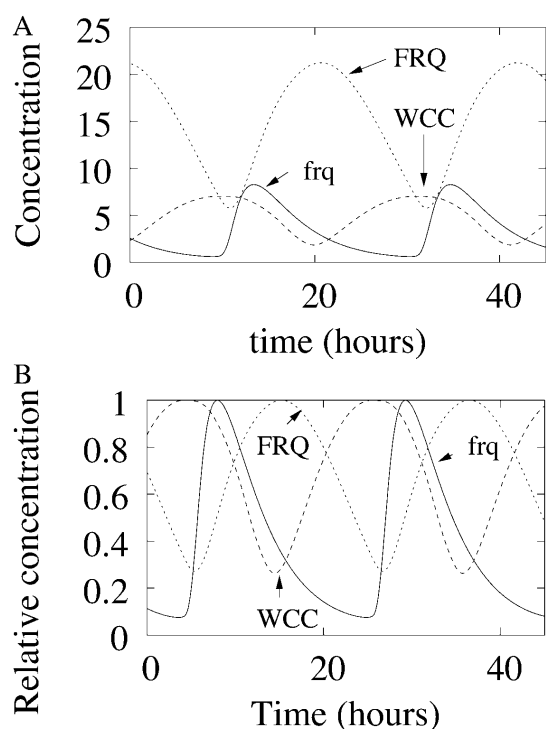 A
Concentration
25
20
15
10
5
0
FRQ
WCC
frq
0 20 40
time (hours)
B
Relative concentration
1
0.8
0.6
0.4
0.2
0
FRQ
frq
WCC
0 20 40
Time (hours)